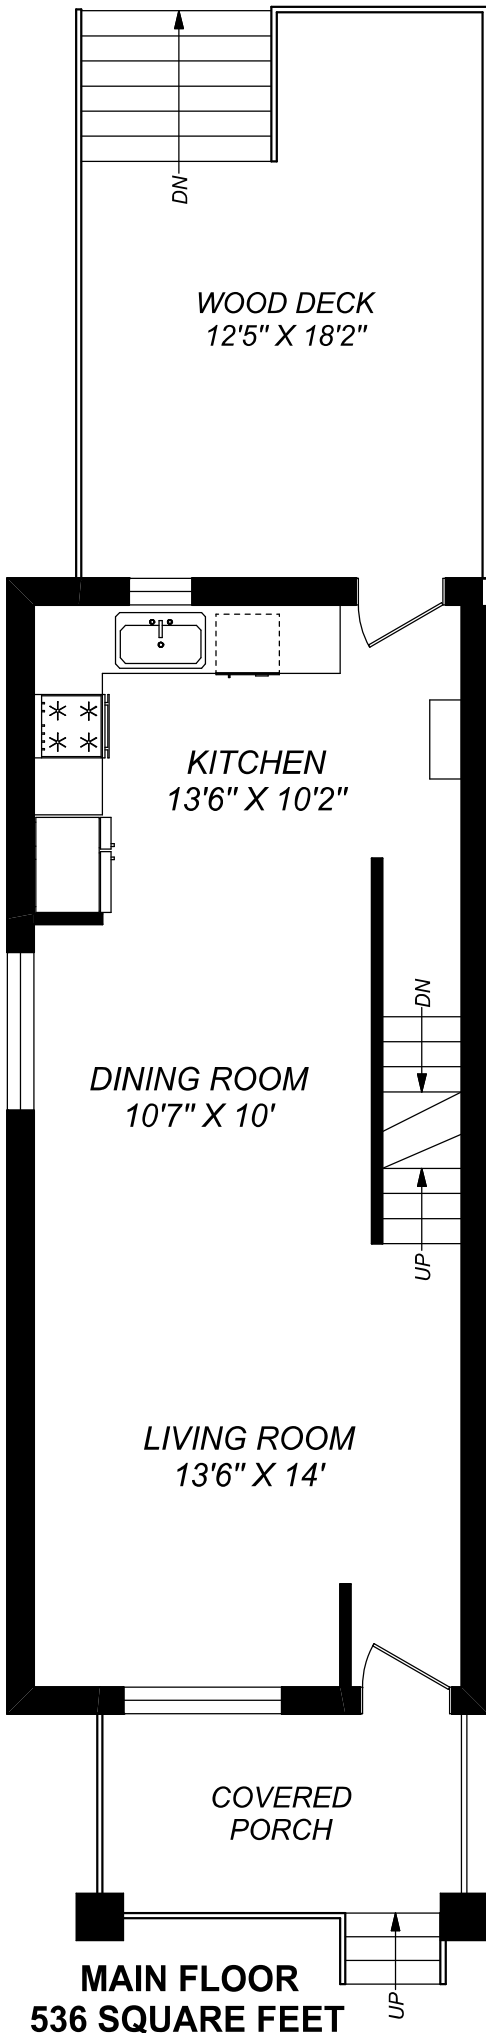 DN
WOOD DECK
12'5" X 18'2"
KITCHEN
13'6" X 10'2"
DN
DINING ROOM
10'7" X 10'
UP
LIVING ROOM
13'6" X 14'
COVERED
PORCH
MAIN FLOOR
536 SQUARE FEET
UP